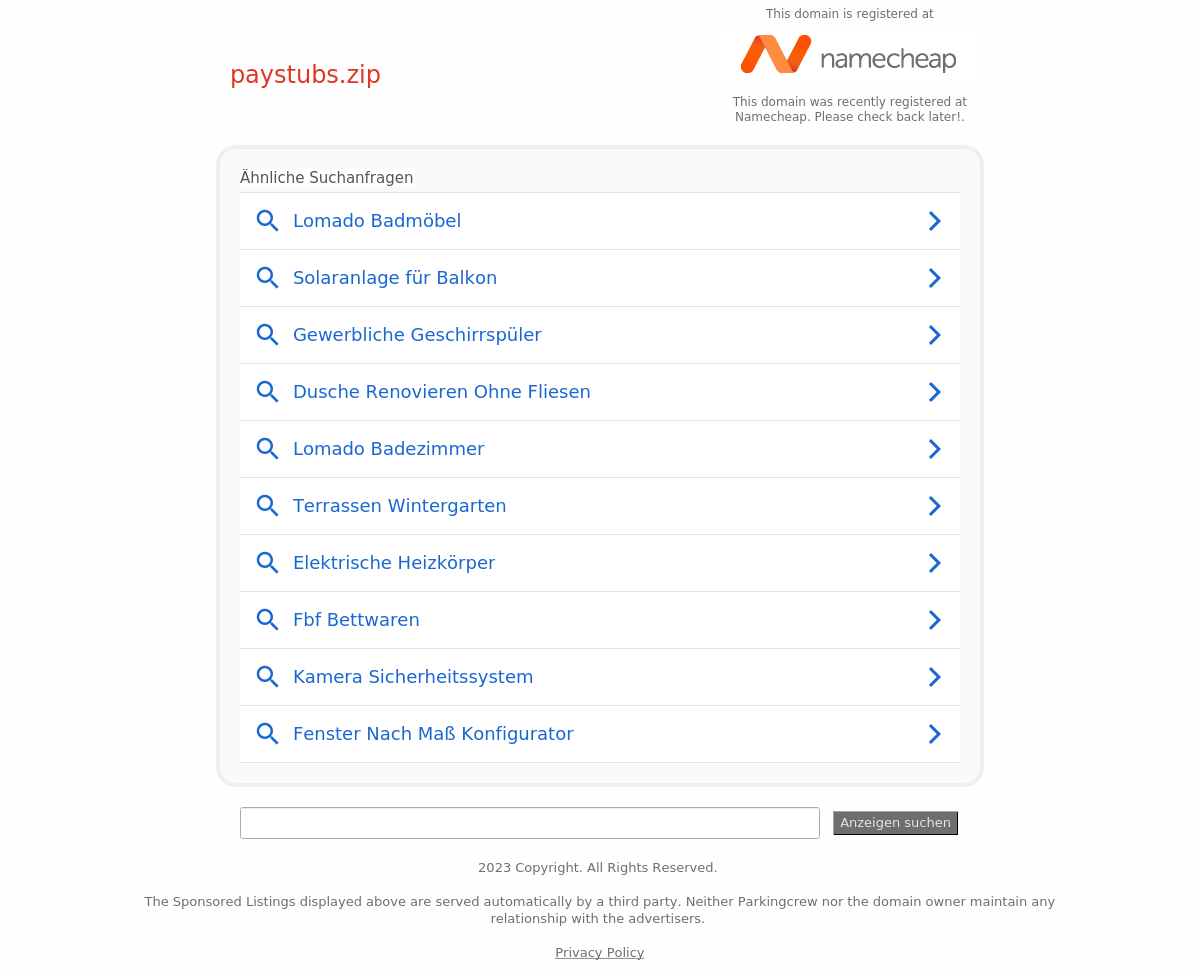 This domain is registered at
namecheap
paystubs.zip
This domain was recently registered at
Namecheap. Please check back later!.
Ähnliche Suchanfragen
Lomado Badmöbel
Solaranlage für Balkon
Gewerbliche Geschirrspüler
Dusche Renovieren Ohne Fliesen
Lomado Badezimmer
Terrassen Wintergarten
Elektrische Heizkörper
Fbf Bettwaren
Kamera Sicherheitssystem
Fenster Nach Maß Konfigurator
Anzeigen suchen
2023 Copyright. All Rights Reserved.
The Sponsored Listings displayed above are served automatically by a third party. Neither Parkingcrew nor the domain owner maintain any
relationship with the advertisers.
Privacy Policy